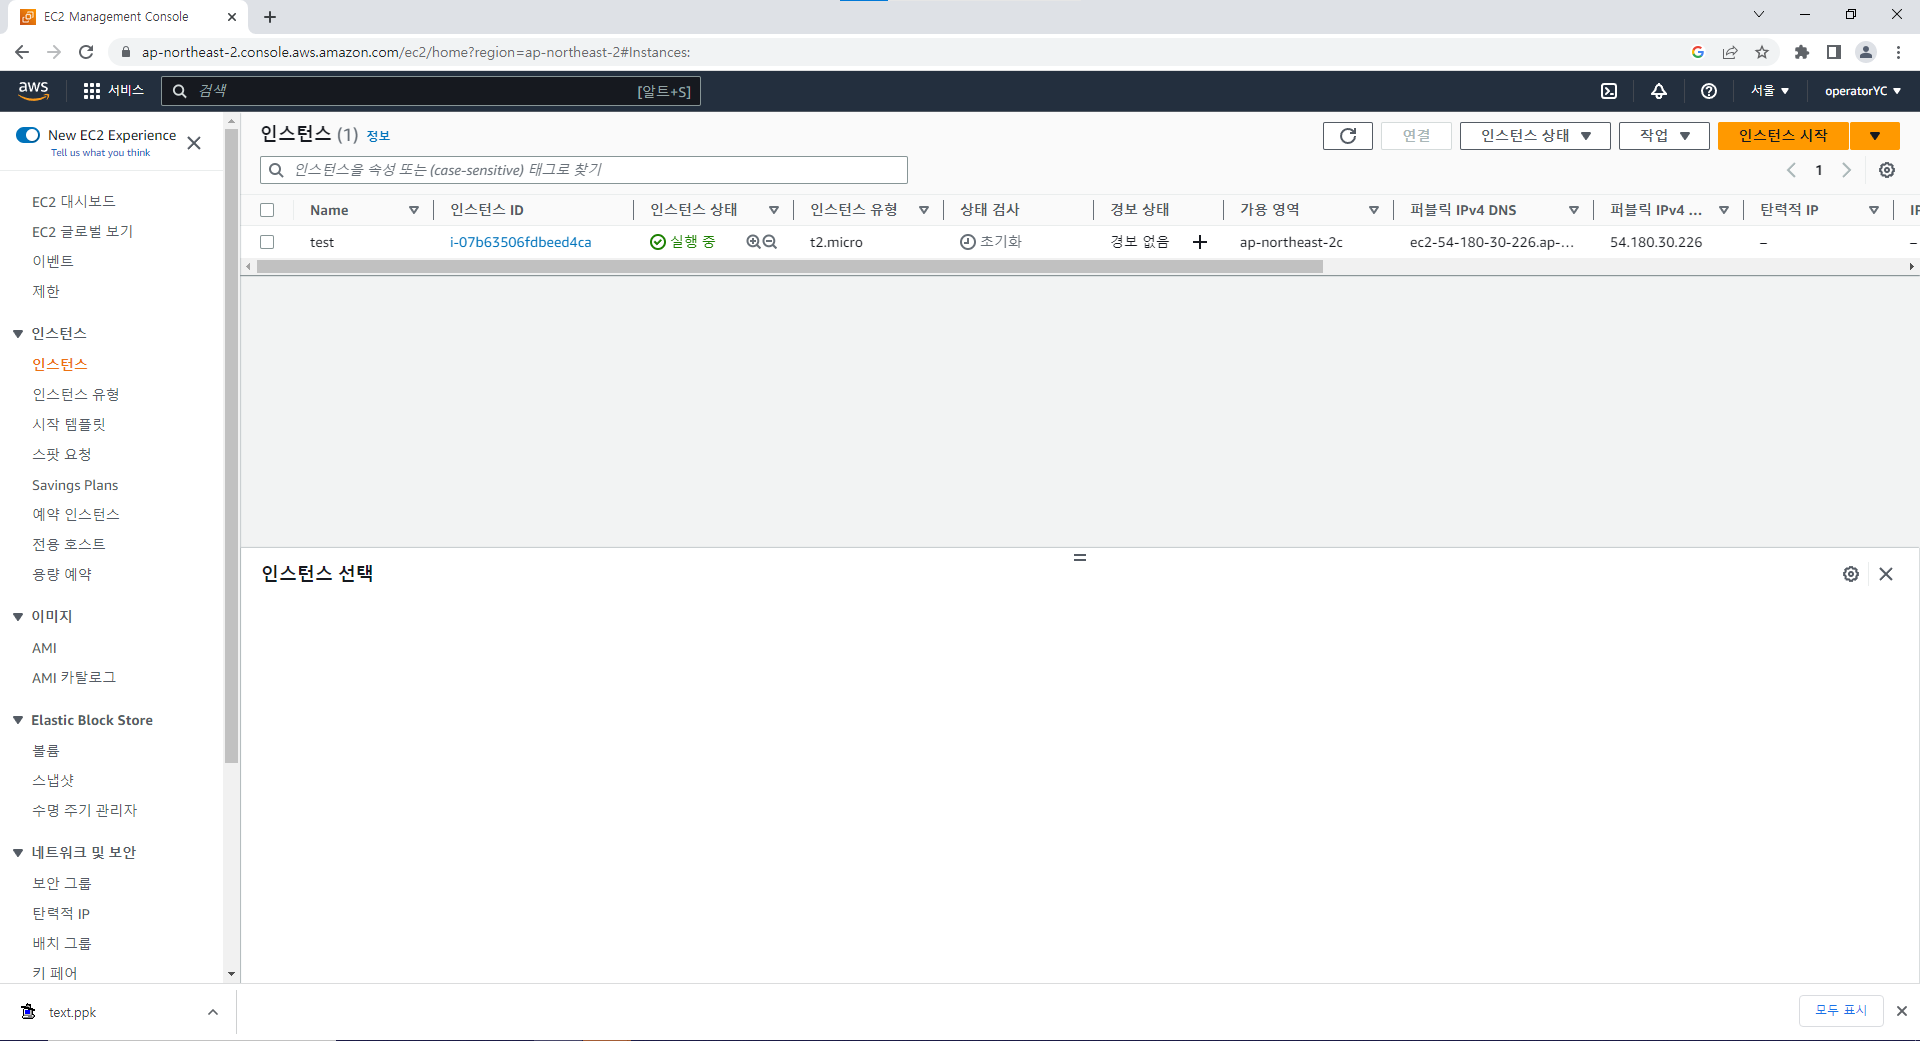 EC2 Management Console
ap-northeast-2.console.aws.amazon.com/ec2/home?region=ap-northeast-2#Instances:
aws
서비스
검색
[알트+S]
서울
operatorYC
New EC2 Experience
Tell us what you think
EC2 대시보드
EC2 글로벌 보기
이벤트
제한
인스턴스
인스턴스
인스턴스 유형
시작 템플릿
스팟 요청
Savings Plans
예약 인스턴스
전용 호스트
용량 예약
이미지
AMI
AMI 카탈로그
Elastic Block Store
볼륨
스냅샷
수명 주기 관리자
네트워크 및 보안
보안 그룹
탄력적 IP
배치 그룹
키 페어
인스턴스 (1) 정보
연결
인스턴스 상태
작업
인스턴스 시작
인스턴스을 속성 또는 (case-sensitive) 태그로 찾기
1
Name 인스턴스 ID 인스턴스 상태 인스턴스 유형 상태 검사 경보 상태 가용 영역 퍼블릭 IPv4 DNS 퍼블릭 IPv4 ... 탄력적 IP IP
test i-07b63506fdbeed4ca 실행 중 t2.micro 초기화 경보 없음 + ap-northeast-2c ec2-54-180-30-226.ap-... 54.180.30.226 – –
인스턴스 선택
text.ppk
모두 표시